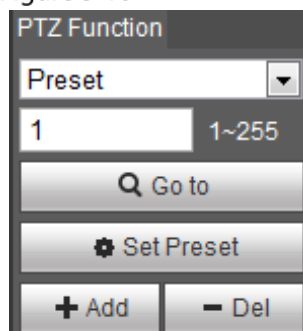 PTZ Function
Preset
1 1~255
Go to
Set Preset
Add Del